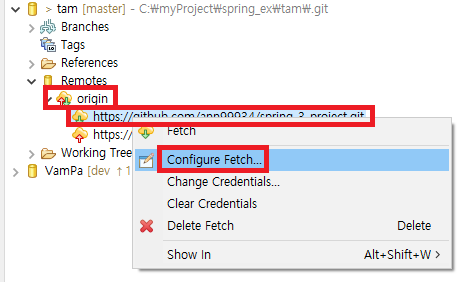 > tam [master] - C:₩myProject₩spring_ex₩tam₩.git
Branches
Tags
References
Remotes
origin
https://github.com/app99934/spring_3_project.git
https://
Fetch
Working Tree
Configure Fetch...
VamPa [dev ↑1
Change Credentials...
Clear Credentials
Delete Fetch Delete
Show In Alt+Shift+W >